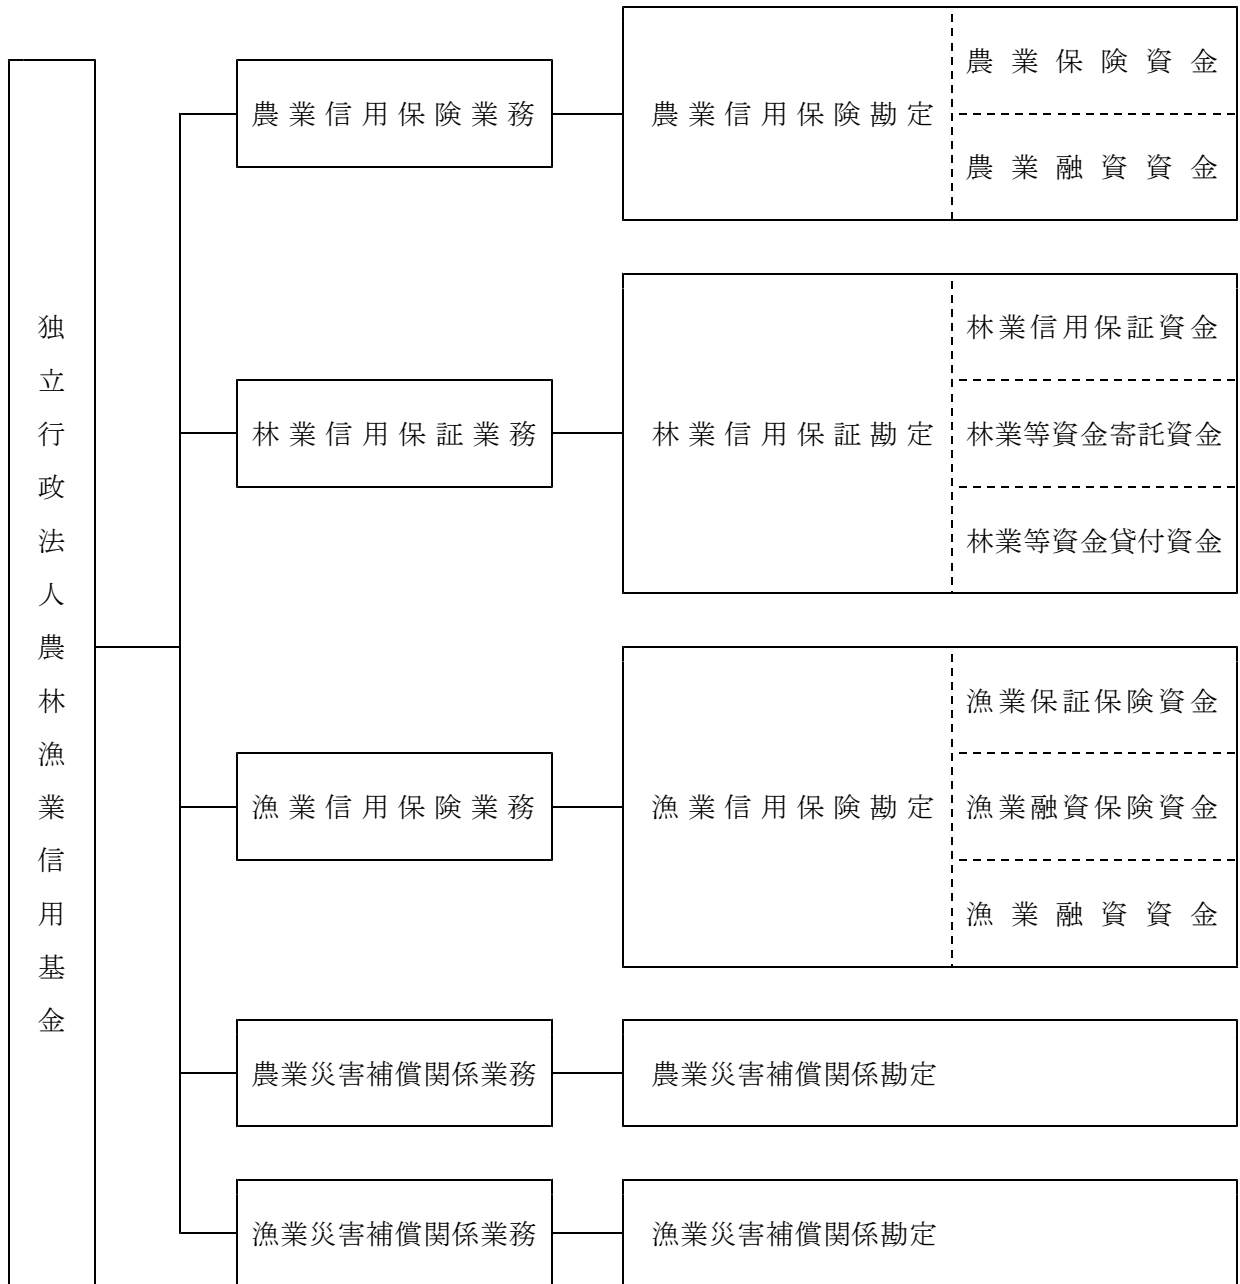 独立行政法人農林漁業信用基金
農業信用保険業務
農業信用保険勘定
農業保険資金
農業融資資金
林業信用保証業務
林業信用保証勘定
林業信用保証資金
林業等資金寄託資金
林業等資金貸付資金
漁業信用保険業務
漁業信用保険勘定
漁業保証保険資金
漁業融資保険資金
漁業融資資金
農業災害補償関係業務
農業災害補償関係勘定
漁業災害補償関係業務
漁業災害補償関係勘定